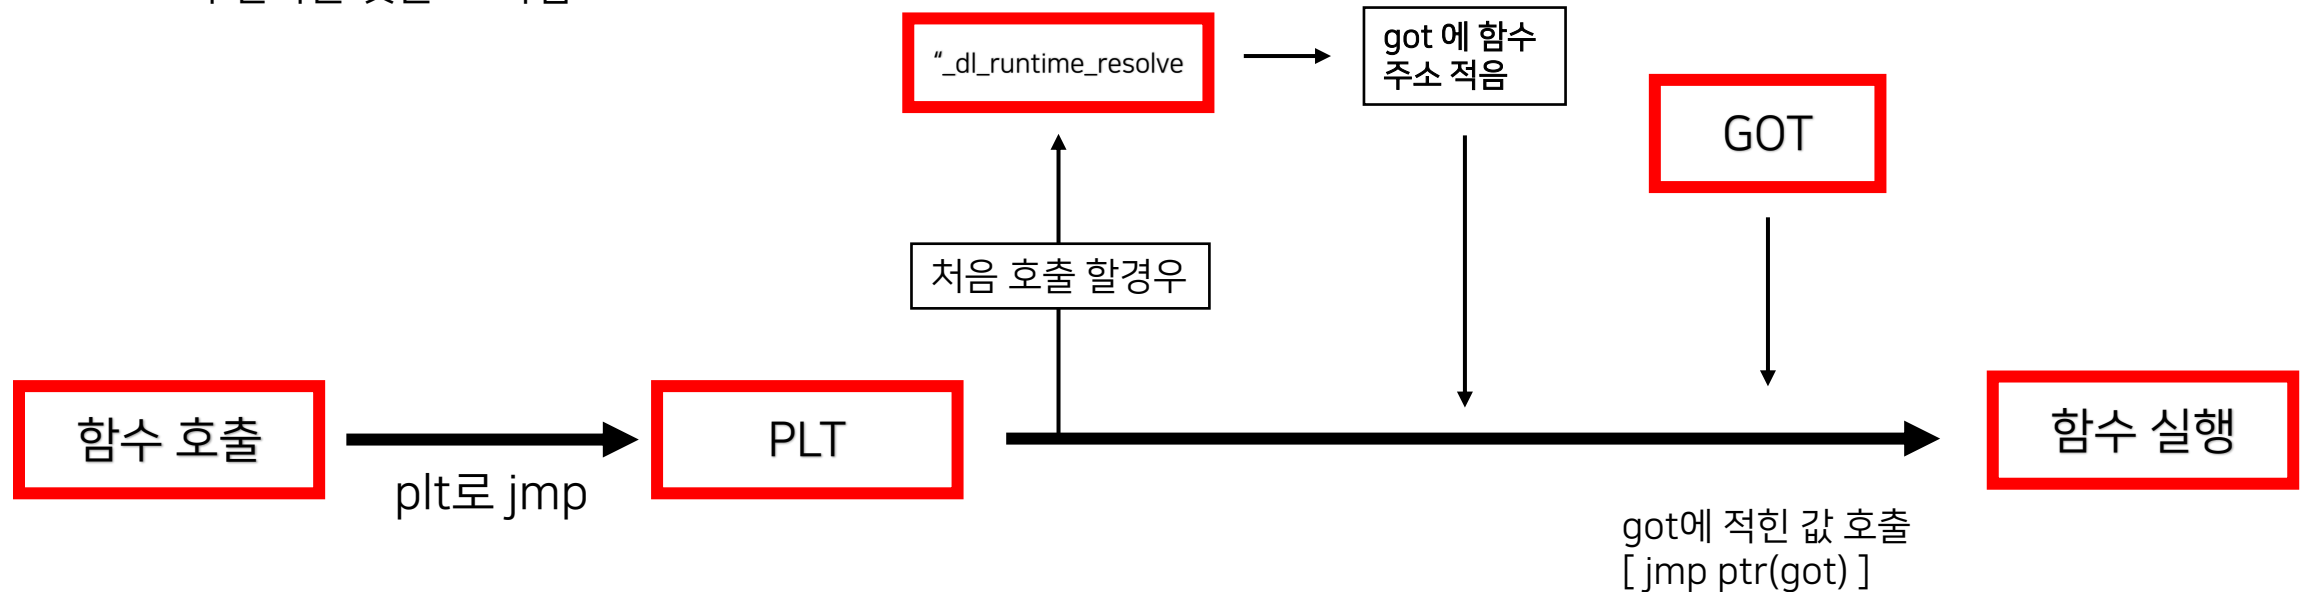 “_dl_runtime_resolve
got 에 함수
주소 적음
GOT
처음 호출 할경우
함수 호출
plt로 jmp
PLT
함수 실행
got에 적힌 값 호출
[ jmp ptr(got) ]